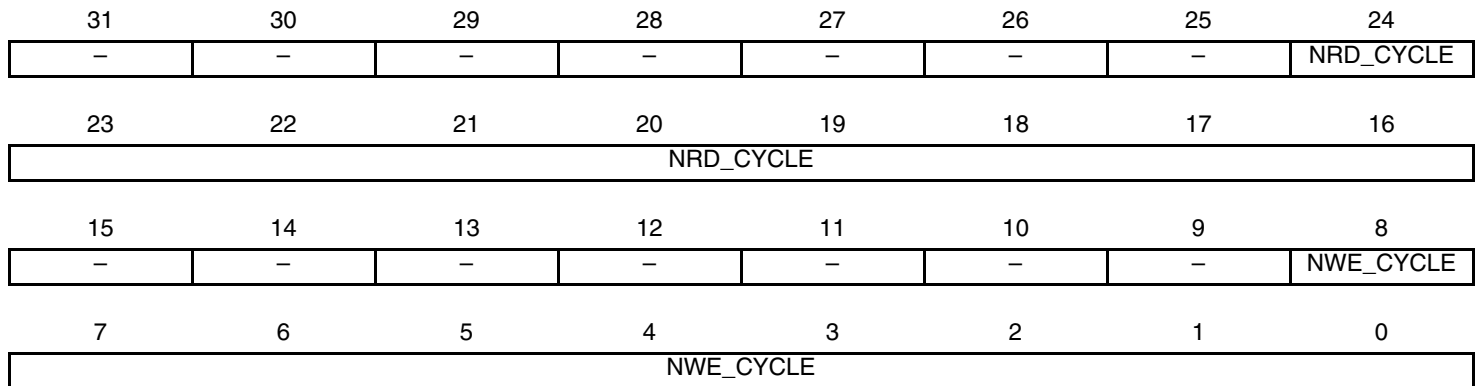 31 30 29 28 27 26 25 24
– – – – – – – NRD_CYCLE
23 22 21 20 19 18 17 16
NRD_CYCLE
15 14 13 12 11 10 9 8
– – – – – – – NWE_CYCLE
7 6 5 4 3 2 1 0
NWE_CYCLE